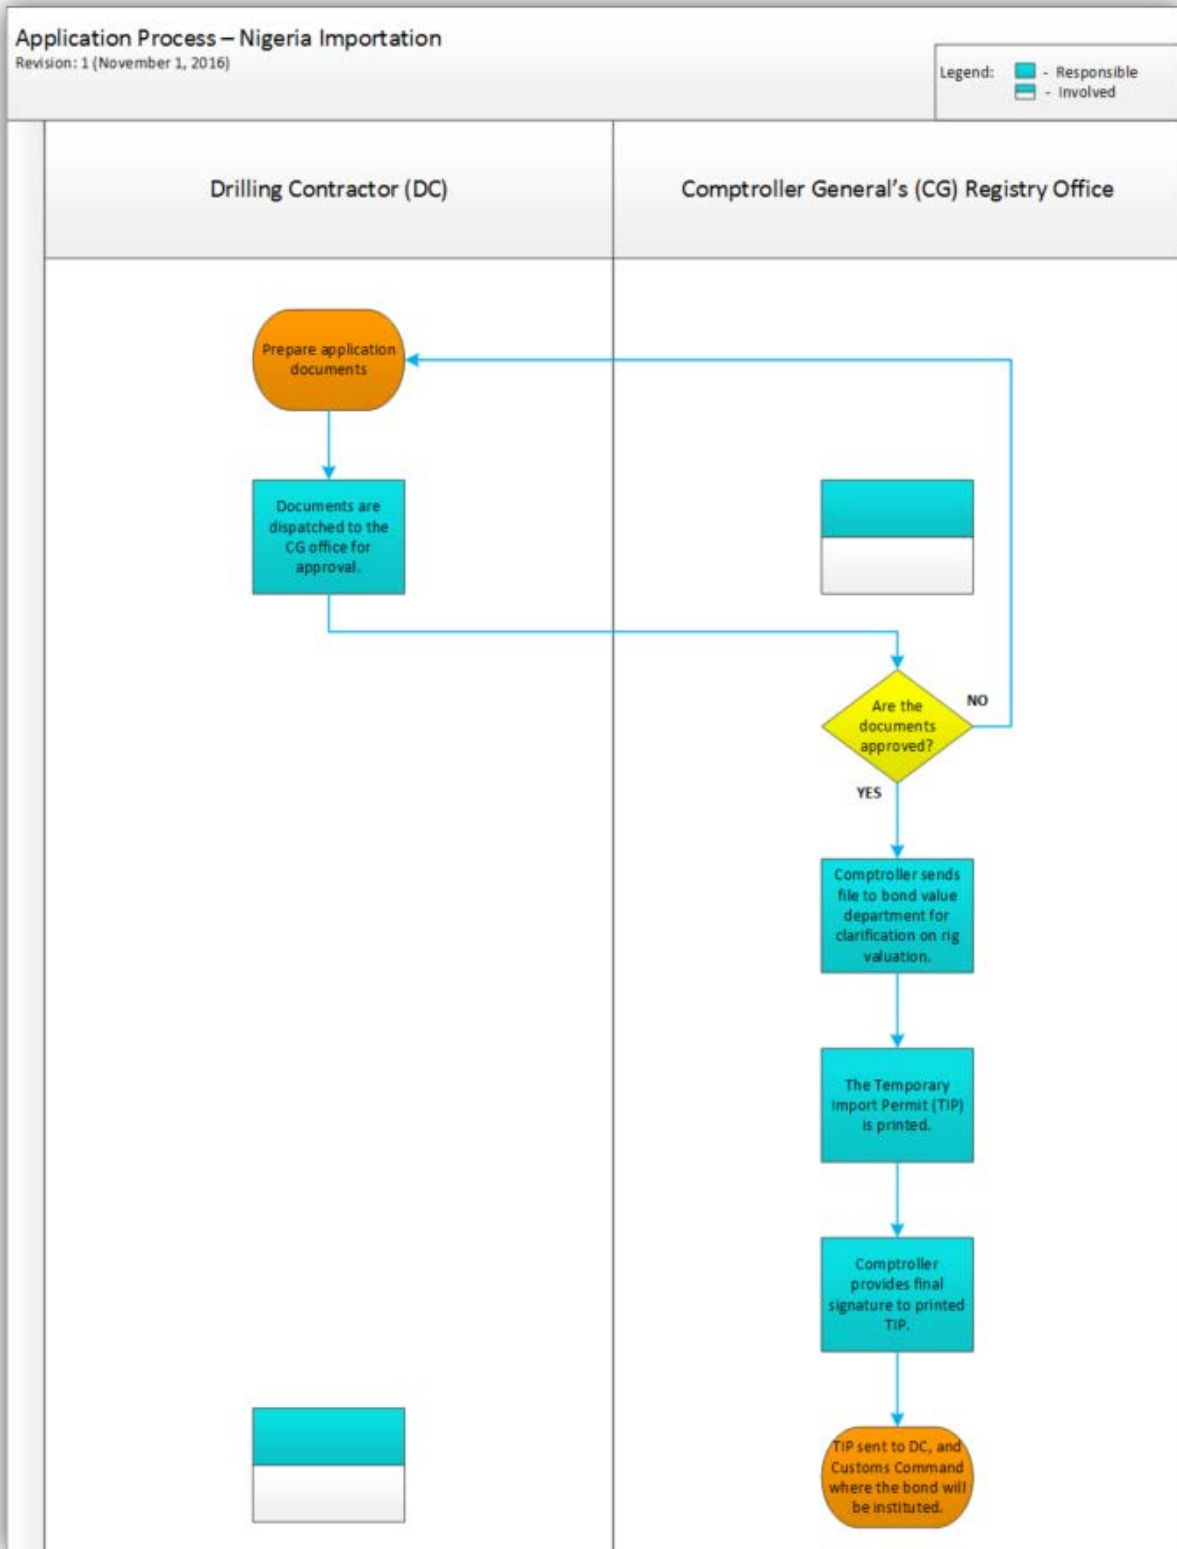 Application Process – Nigeria Importation
Revision: 1 (November 1, 2016)
Legend:
- Responsible
- Involved
Drilling Contractor (DC)
Comptroller General's (CG) Registry Office
Prepare application
documents
Documents are
dispatched to the
CG office for
approval.
Are the
documents
approved?
NO
YES
Comptroller sends
file to bond value
department for
clarification on rig
valuation.
The Temporary
Import Permit (TIP)
is printed.
Comptroller
provides final
signature to printed
TIP.
TIP sent to DC, and
Customs Command
where the bond will
be instituted.